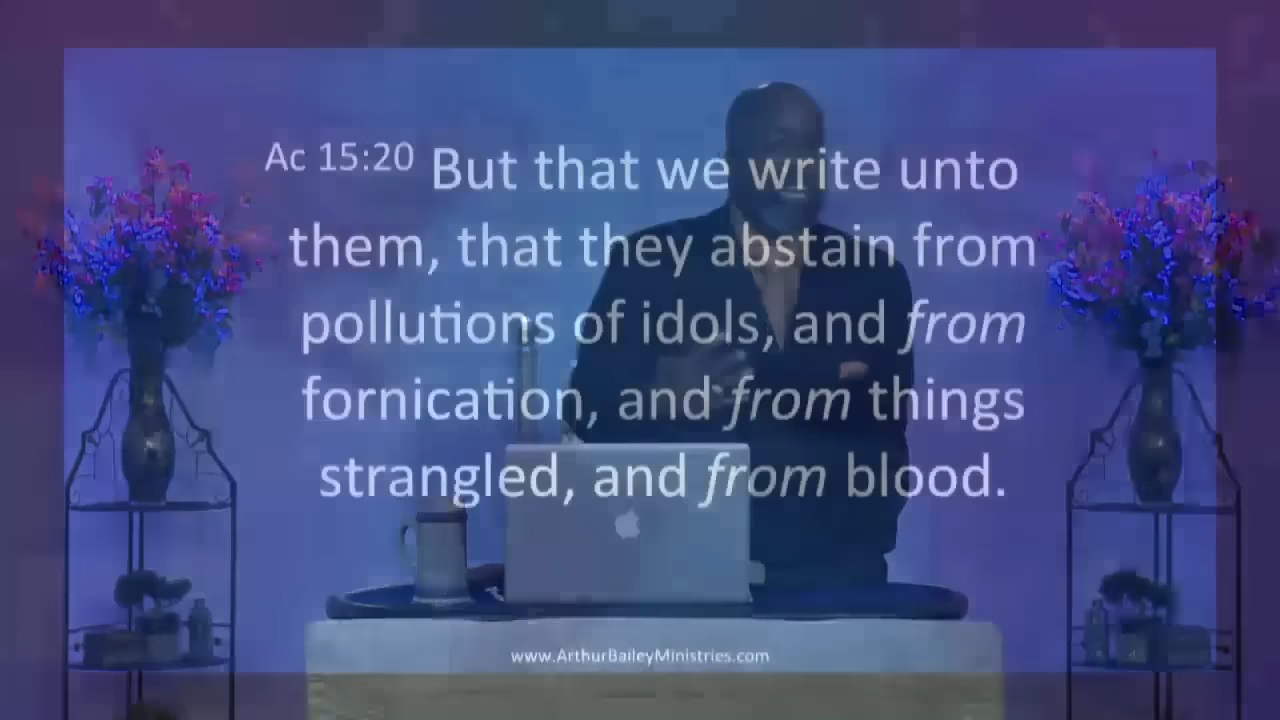 Ac 15:20 But that we write unto
them, that they abstain from
pollutions of idols, and from
fornication, and from things
strangled, and from blood.
www.ArthurBaileyMinistries.com